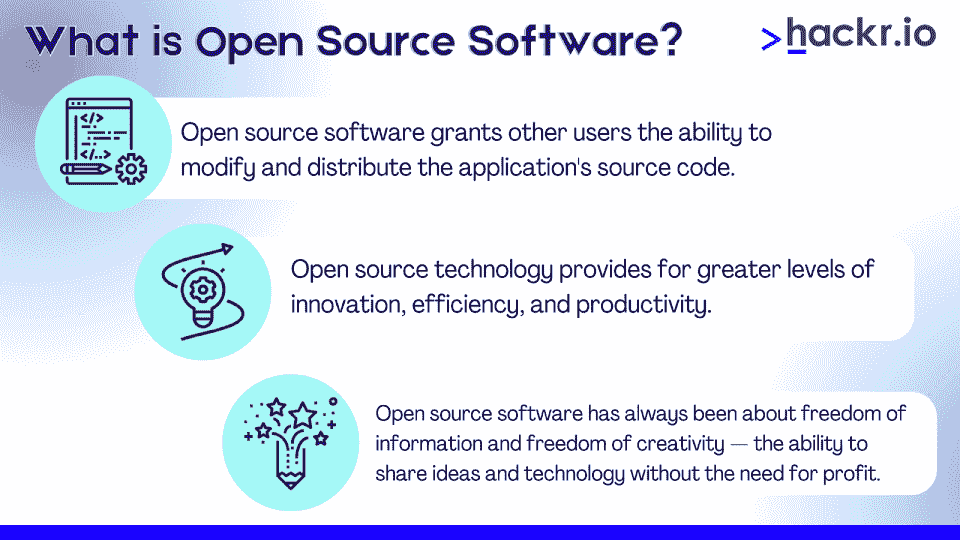 What is Open Source Software?
>hackr.io
</>
</...>
Open source software grants other users the ability to
modify and distribute the application's source code.
Open source technology provides for greater levels of
innovation, efficiency, and productivity.
Open source software has always been about freedom of
information and freedom of creativity — the ability to
share ideas and technology without the need for profit.